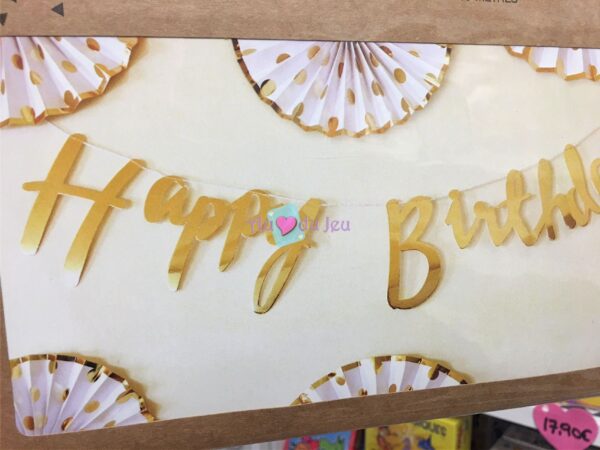 Happy Birthd
Au du Jeu
17,90€